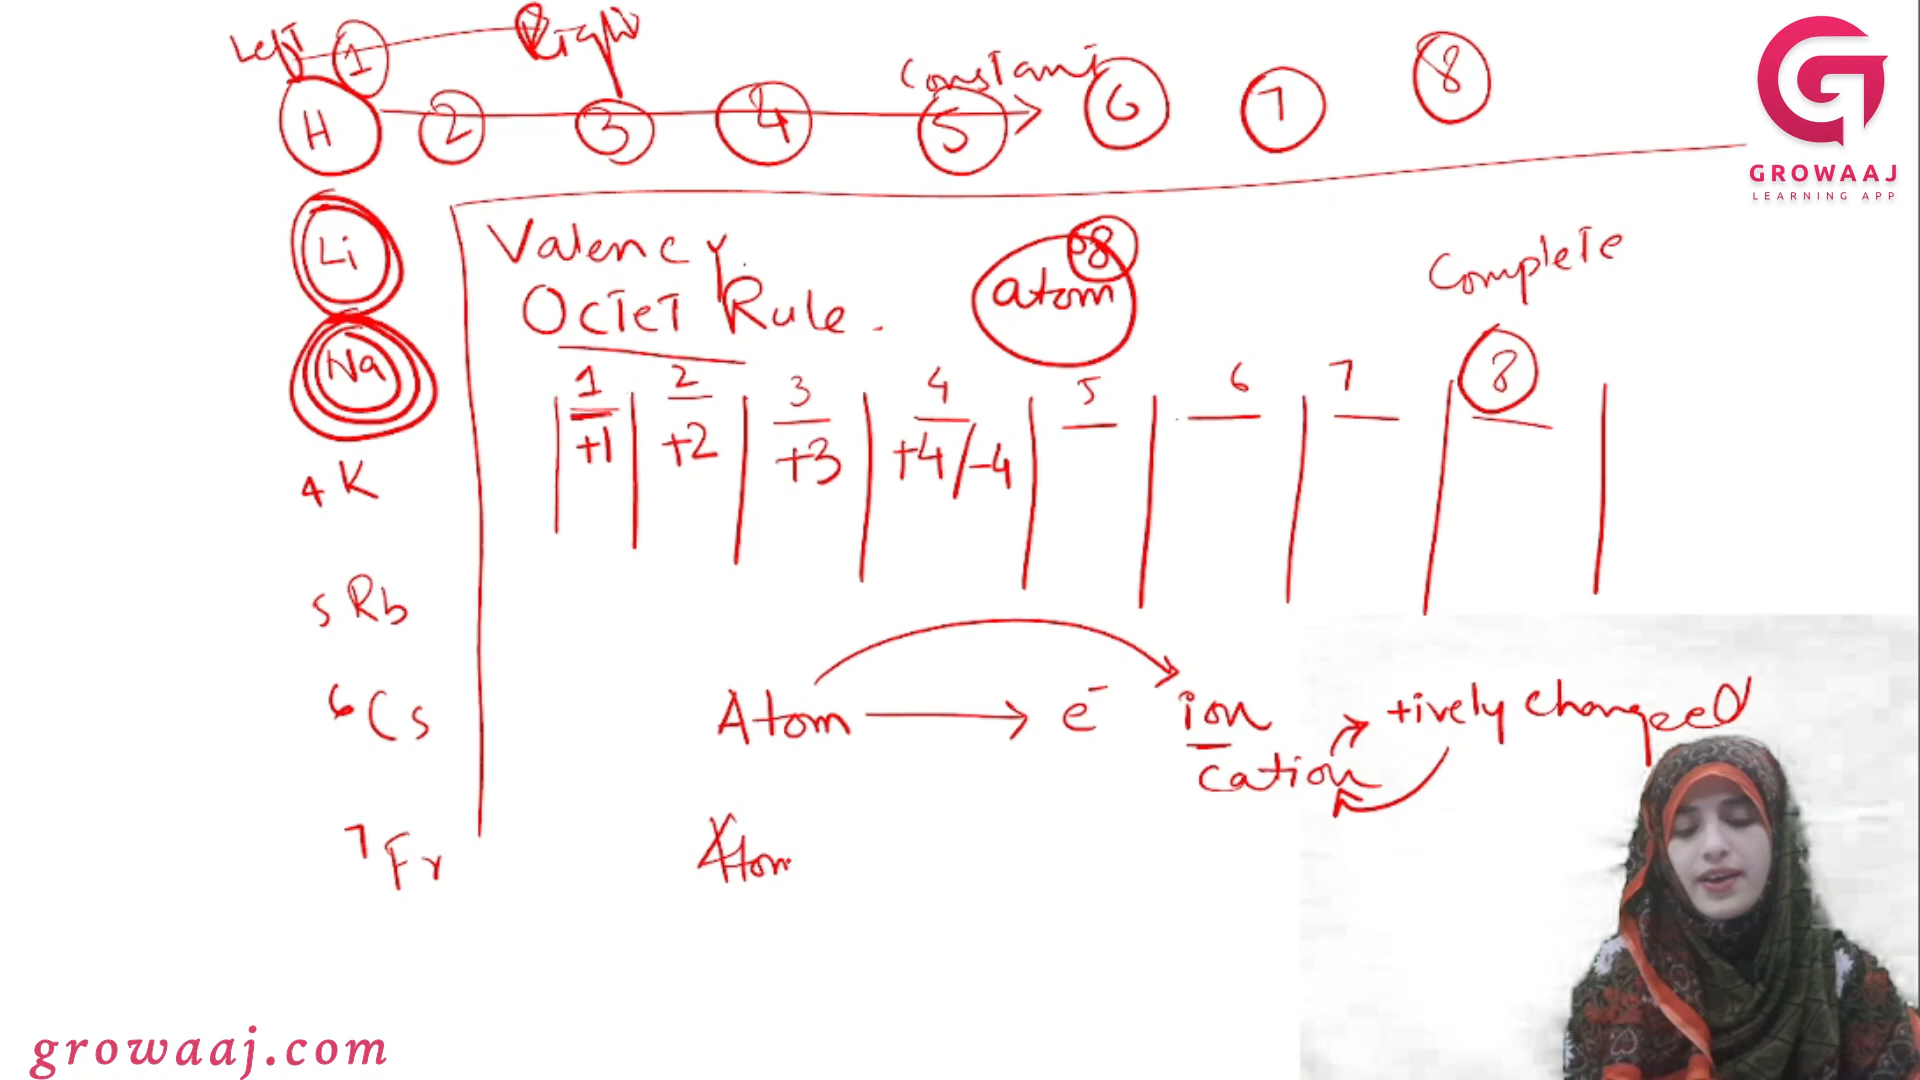 Left 1 Right
H 2 3 4 Constant 5 6 7 8
GROWAAJ
LEARNING APP
Li
Na
4 K
5 Rb
6 Cs
7 Fr
Valency
Octet Rule.
atom 8
Complete
1 2 3 4 5 6 7 8
+1 +2 +3 +4/-4
Atom → e⁻ ion → +ively chargeed
cation
Atom
growaaj.com